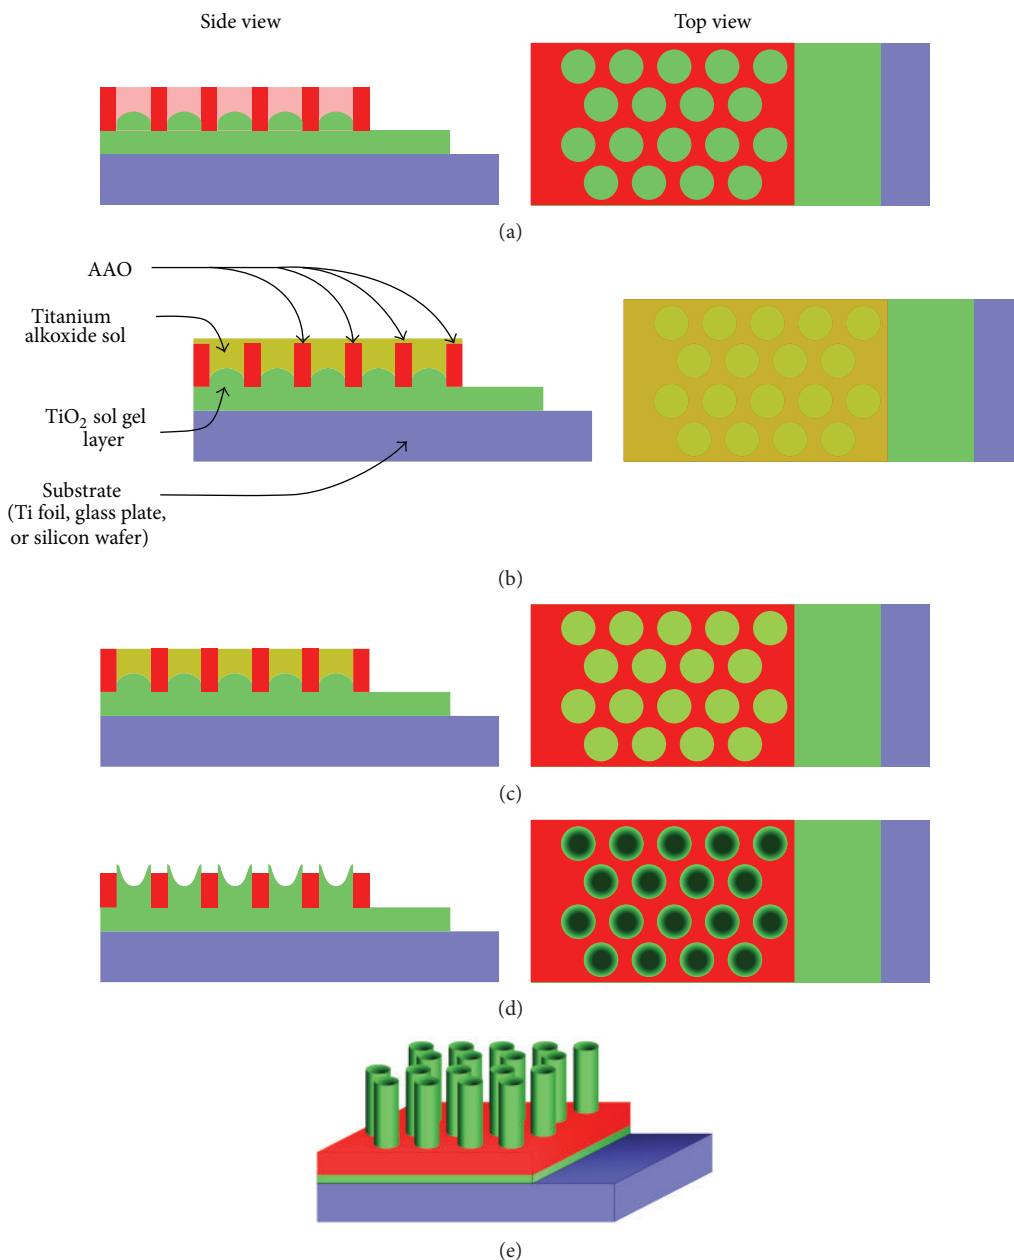 Side view
Top view
(a)
AAO
Titanium
alkoxide sol
TiO₂ sol gel
layer
Substrate
(Ti foil, glass plate,
or silicon wafer)
(b)
(c)
(d)
(e)